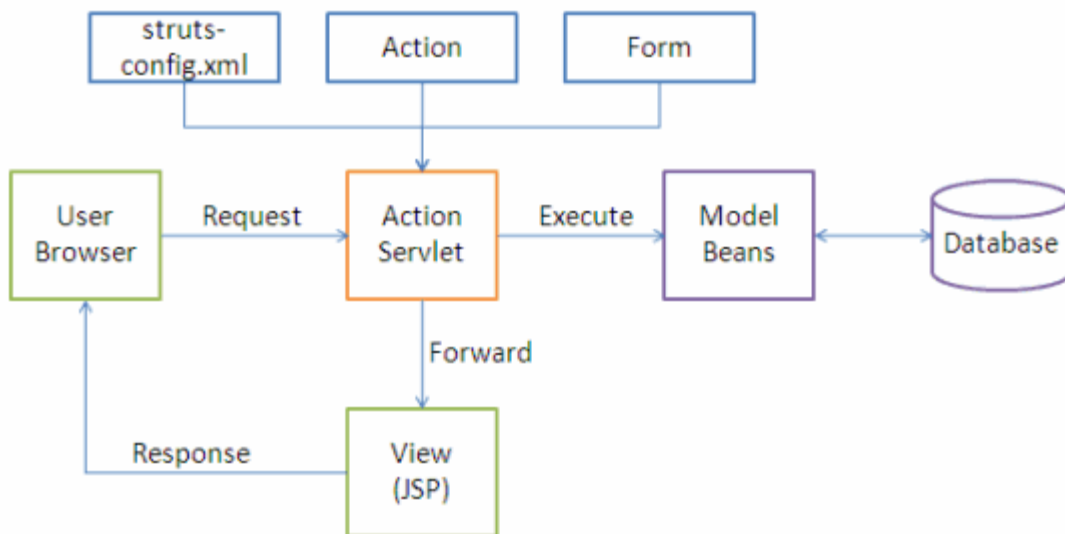 struts-
config.xml
Action
Form
User
Browser
Request
Action
Servlet
Execute
Model
Beans
Database
Forward
Response
View
(JSP)